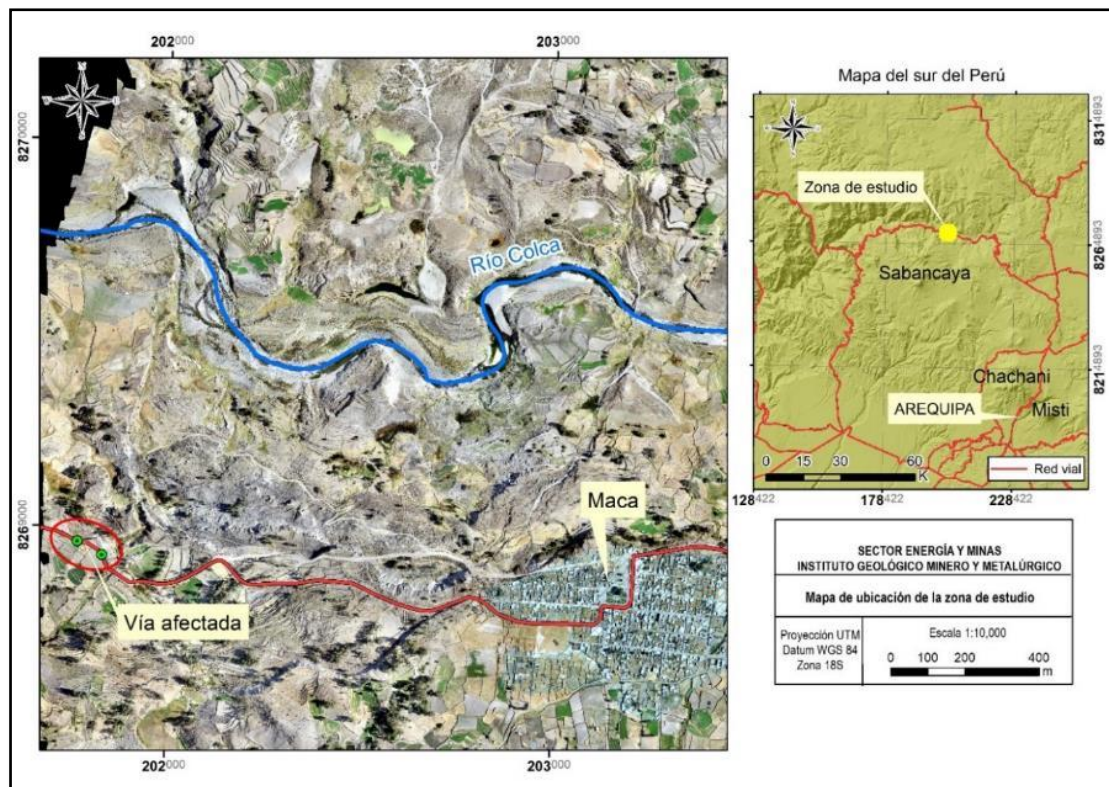 202000
203000
8270000
8269000
Río Colca
Maca
Vía afectada
202000
203000
Mapa del sur del Perú
Zona de estudio
Sabancaya
Chachani
AREQUIPA
Misti
0 15 30 60
K
Red vial
8314893
8264893
8214893
128422
178422
228422
SECTOR ENERGÍA Y MINAS
INSTITUTO GEOLÓGICO MINERO Y METALÚRGICO
Mapa de ubicación de la zona de estudio
Proyección UTM
Datum WGS 84
Zona 18S
Escala 1:10,000
0 100 200 400
m